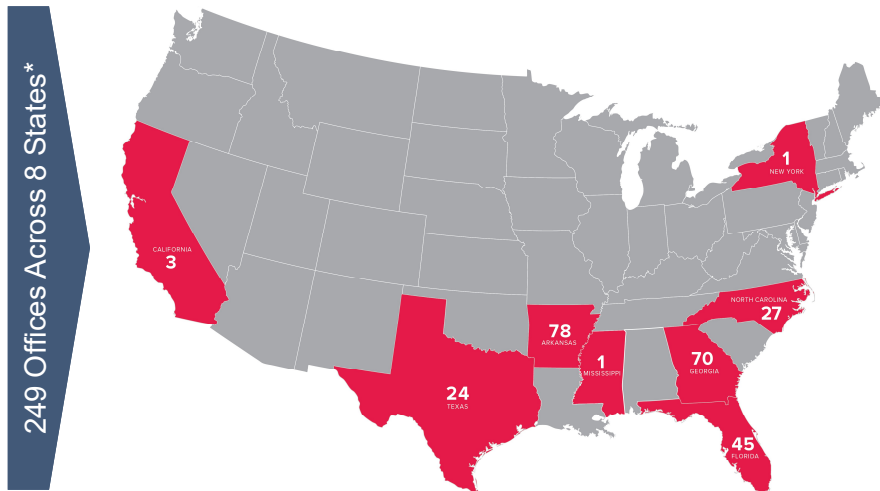 249 Offices Across 8 States*
1
NEW YORK
CALIFORNIA
3
NORTH CAROLINA
27
78
ARKANSAS
1
MISSISSIPPI
70
GEORGIA
24
TEXAS
45
FLORIDA